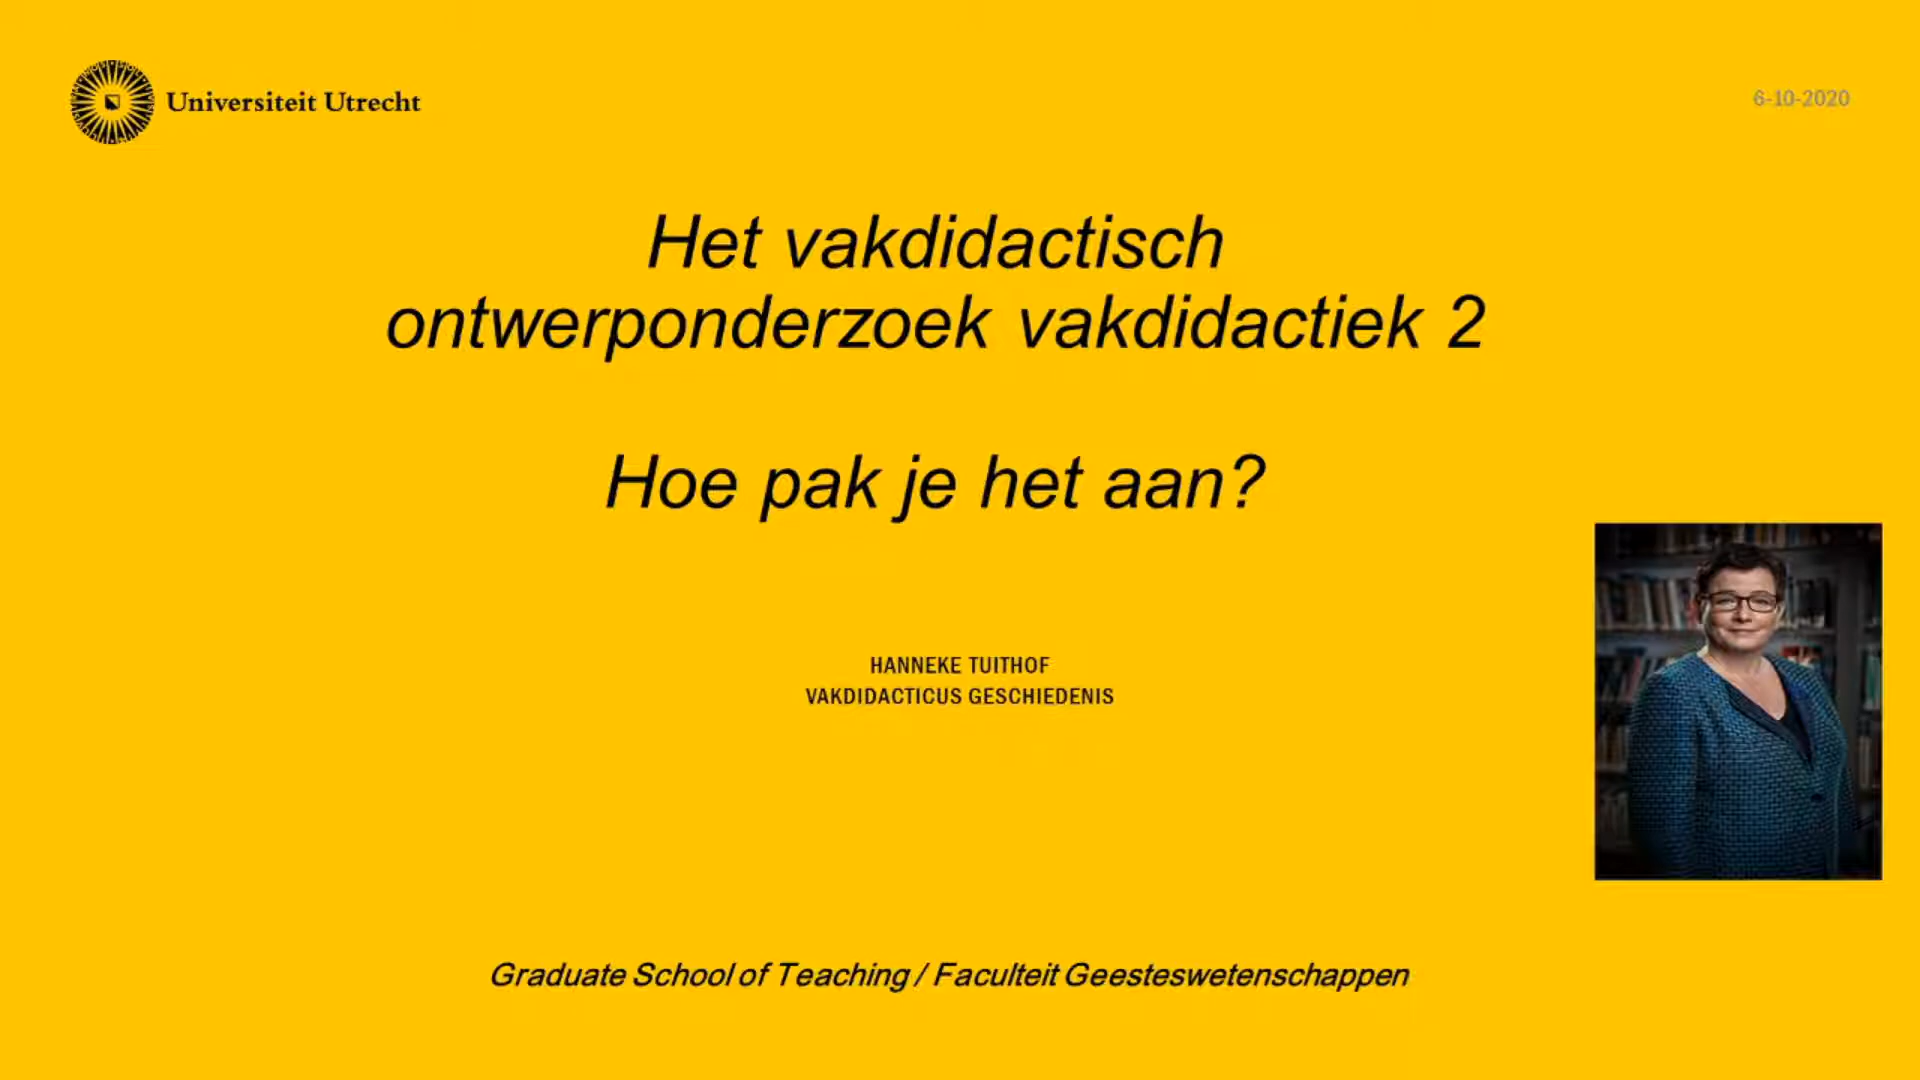 Universiteit Utrecht
6-10-2020
Het vakdidactisch
ontwerponderzoek vakdidactiek 2
Hoe pak je het aan?
HANNEKE TUITHOF
VAKDIDACTICUS GESCHIEDENIS
Graduate School of Teaching / Faculteit Geesteswetenschappen